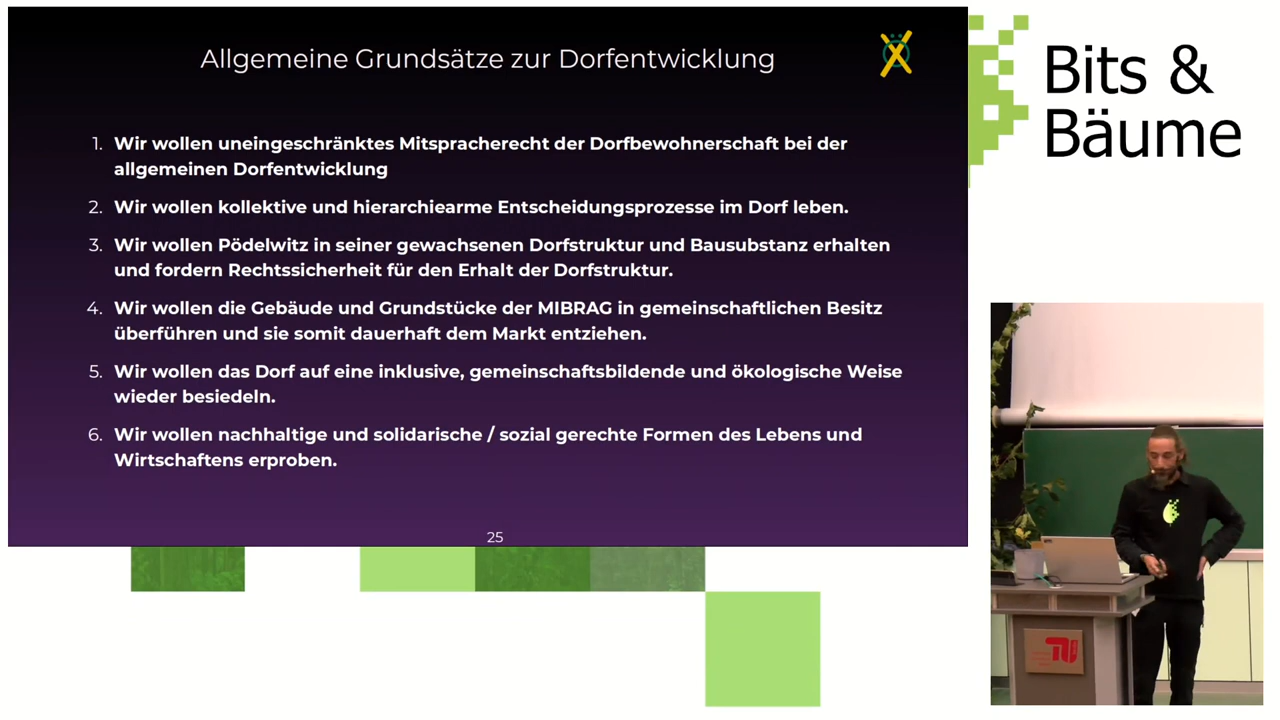 Allgemeine Grundsätze zur Dorfentwicklung
1. Wir wollen uneingeschränktes Mitspracherecht der Dorfbewohnerschaft bei der
allgemeinen Dorfentwicklung
2. Wir wollen kollektive und hierarchiearme Entscheidungsprozesse im Dorf leben.
3. Wir wollen Pödelwitz in seiner gewachsenen Dorfstruktur und Bausubstanz erhalten
und fordern Rechtssicherheit für den Erhalt der Dorfstruktur.
4. Wir wollen die Gebäude und Grundstücke der MIBRAG in gemeinschaftlichen Besitz
überführen und sie somit dauerhaft dem Markt entziehen.
5. Wir wollen das Dorf auf eine inklusive, gemeinschaftsbildende und ökologische Weise
wieder besiedeln.
6. Wir wollen nachhaltige und solidarische / sozial gerechte Formen des Lebens und
Wirtschaftens erproben.
25
Bits &
Bäume